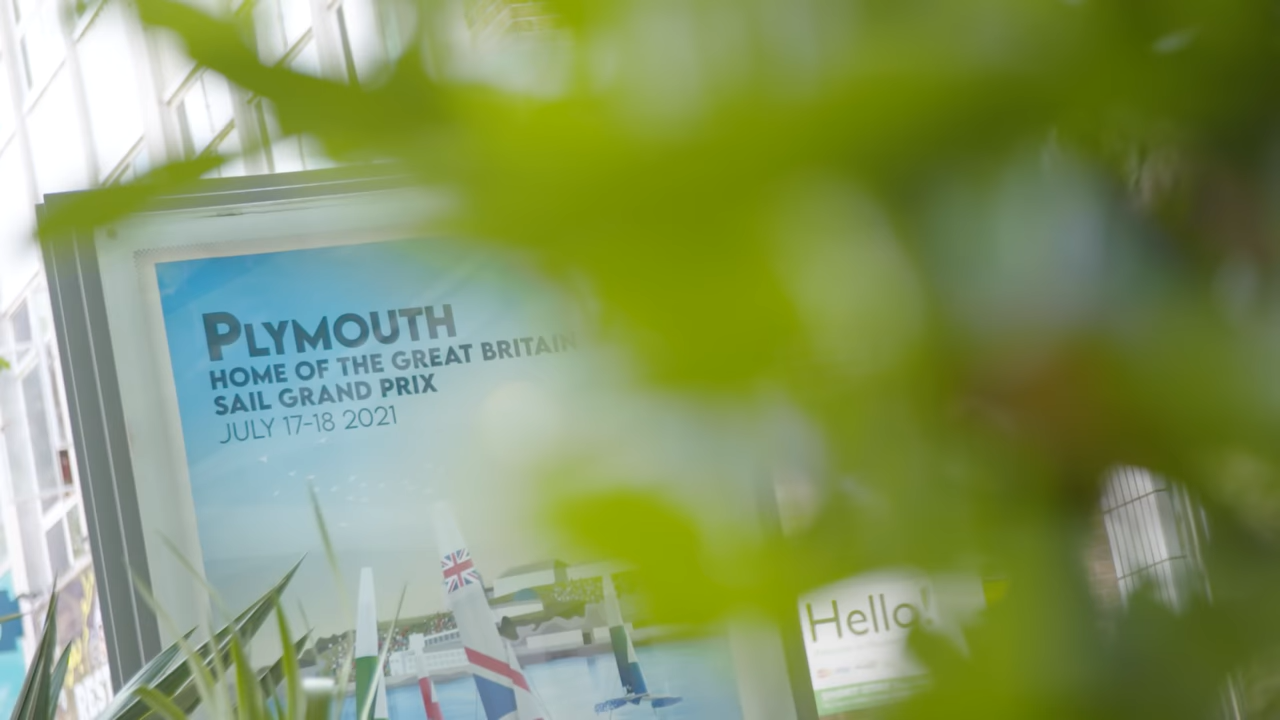 PLYMOUTH
HOME OF THE GREAT BRITAIN
SAIL GRAND PRIX
JULY 17-18 2021
Hello!